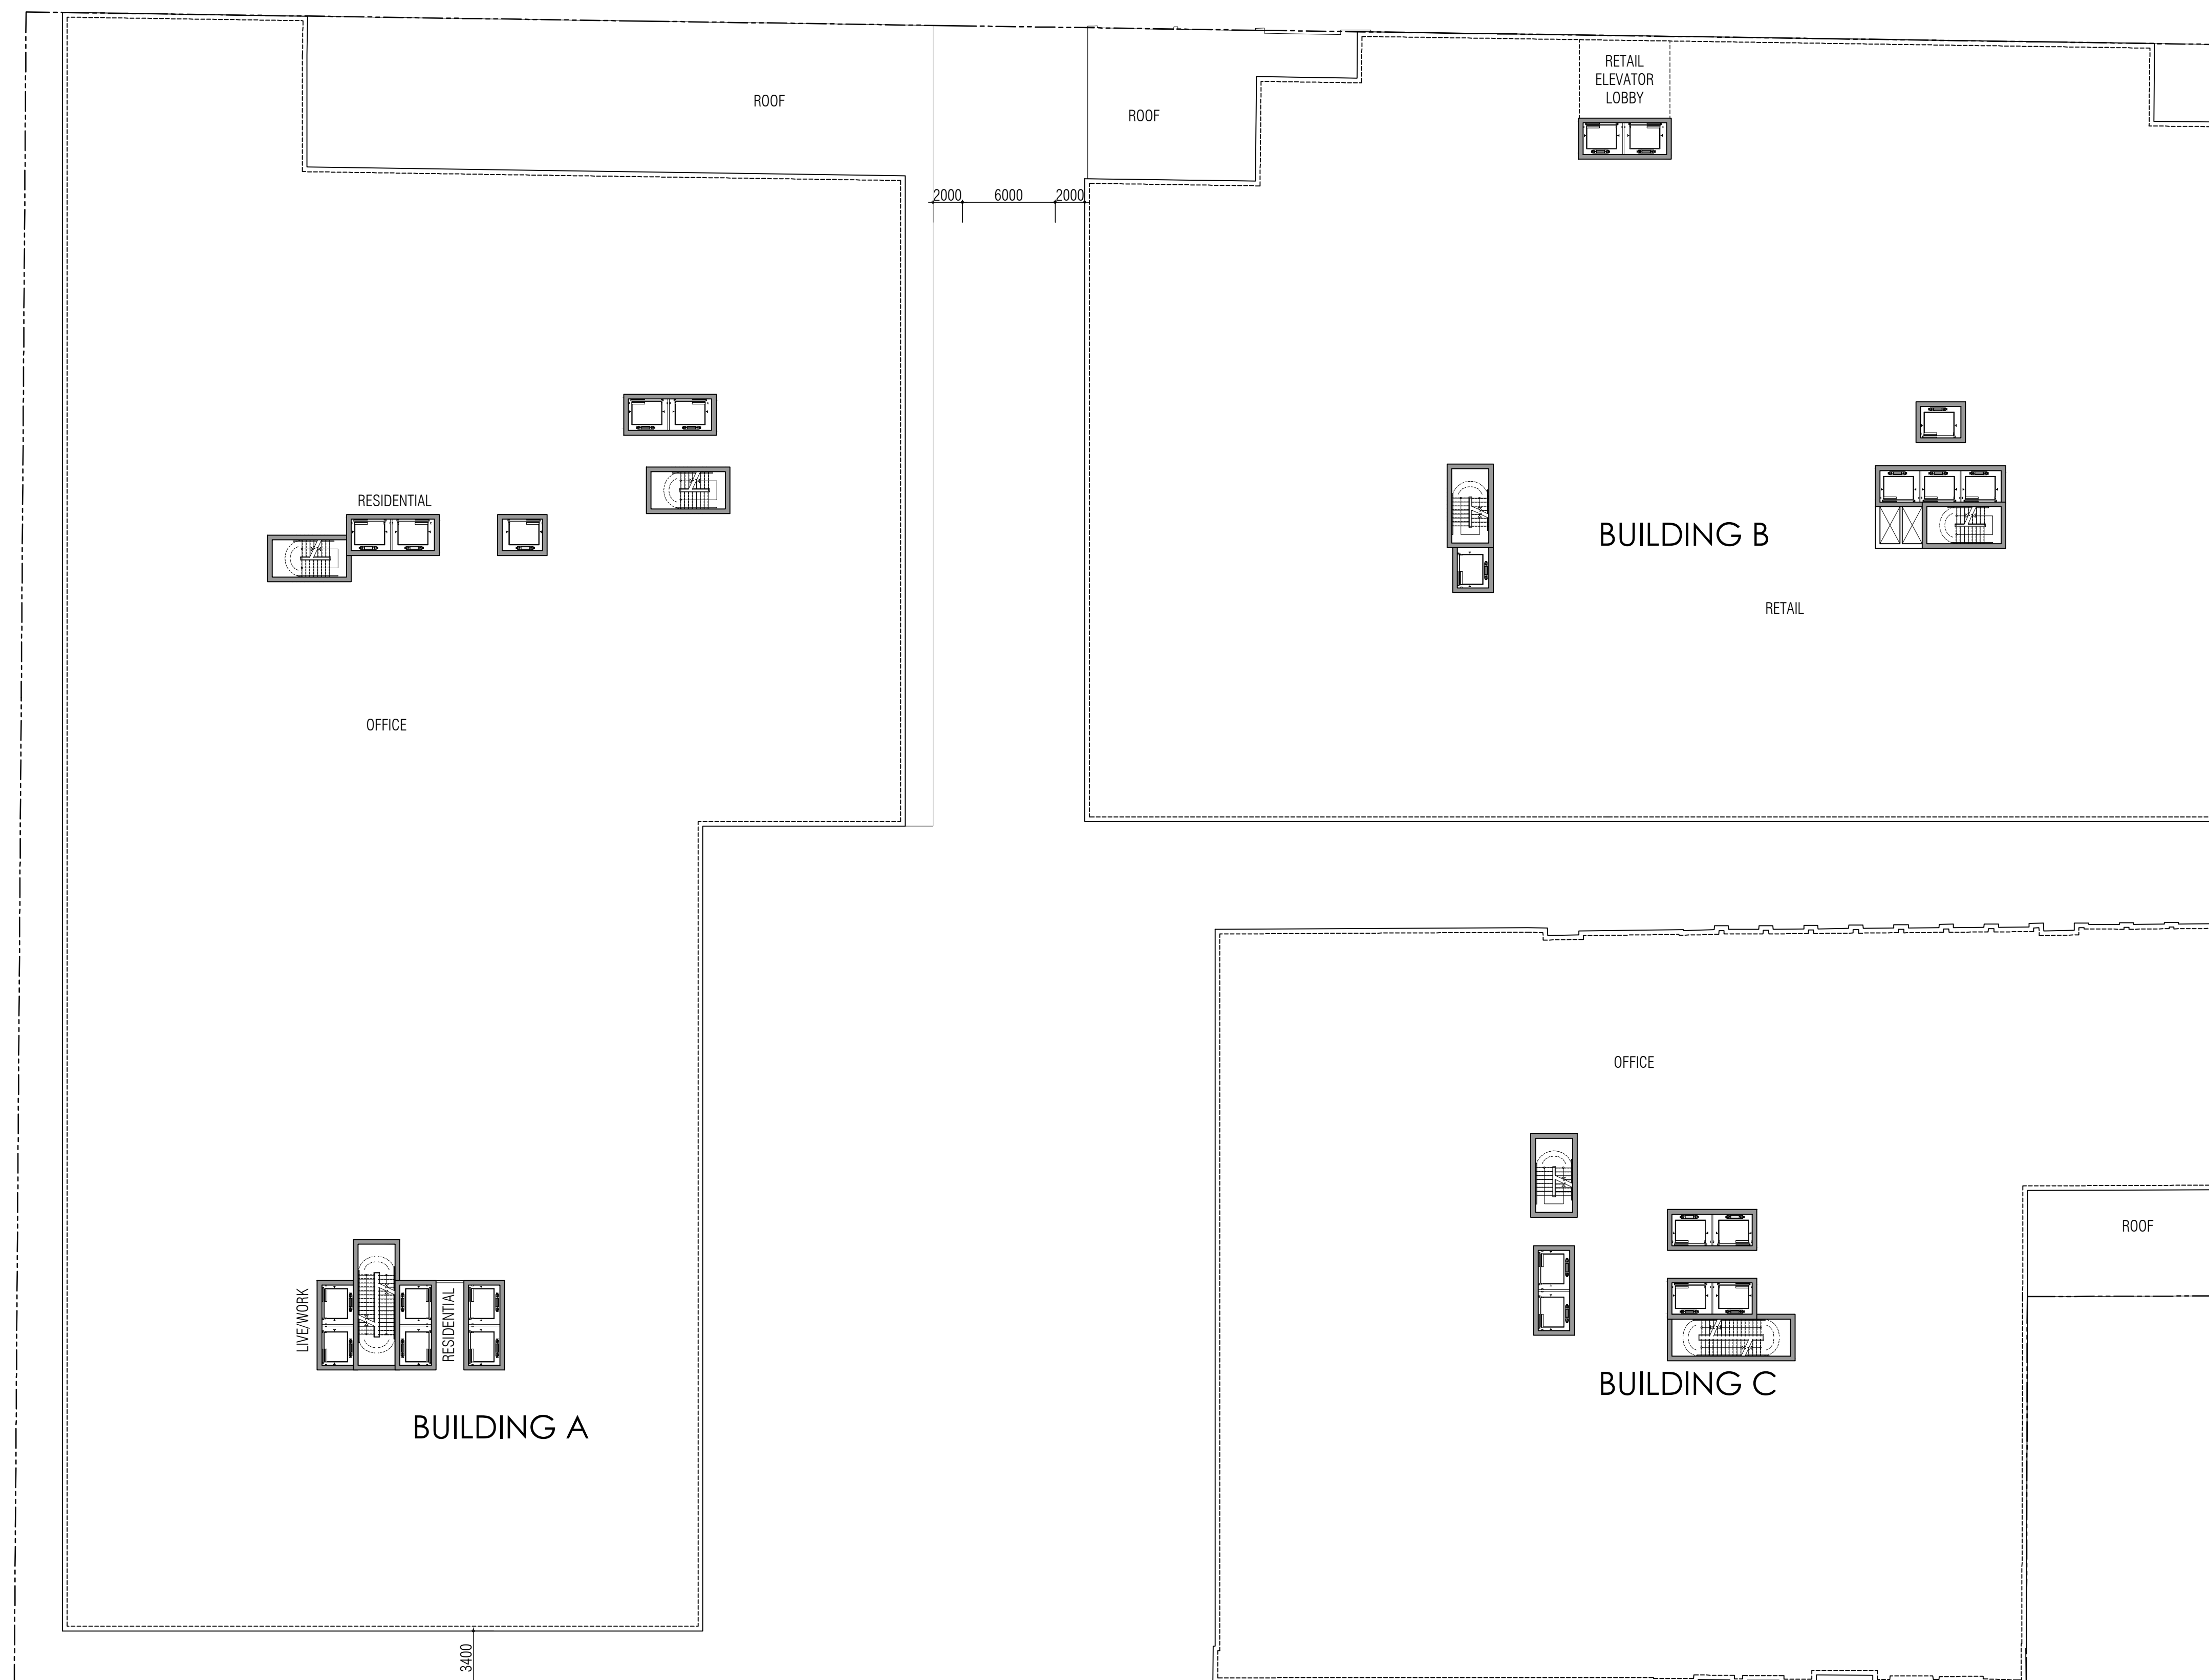 RETAIL
ELEVATOR
LOBBY
ROOF
ROOF
2000
6000
2000
RESIDENTIAL
BUILDING B
RETAIL
OFFICE
OFFICE
ROOF
LIVE/WORK
RESIDENTIAL
BUILDING C
BUILDING A
3400